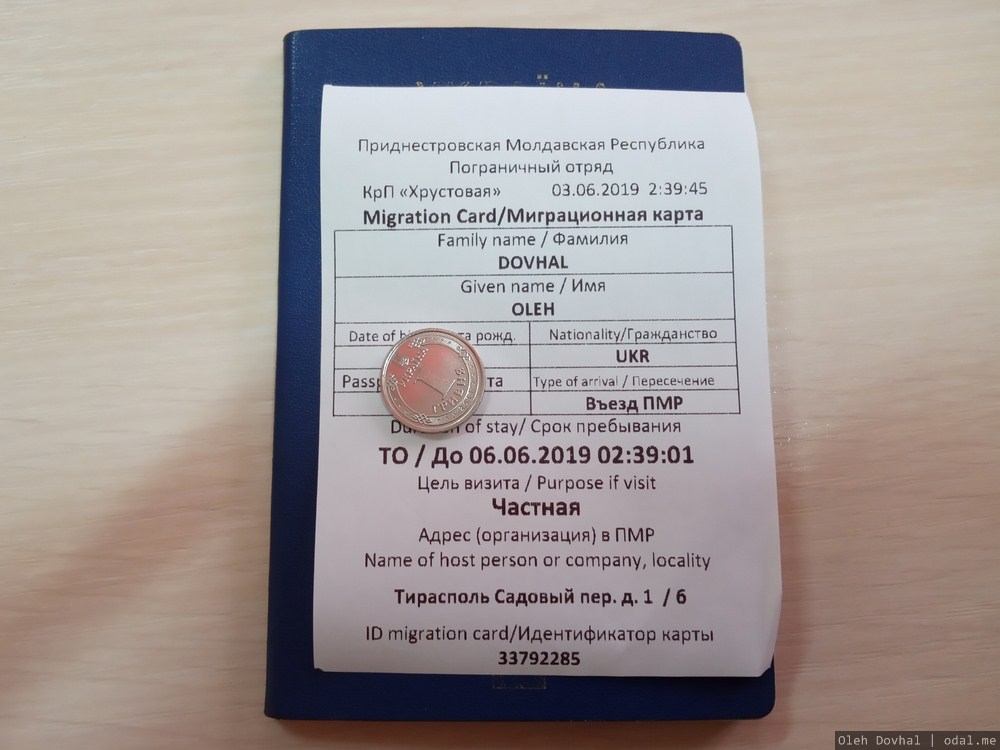 Приднестровская Молдавская Республика
Пограничный отряд
КрП «Хрустовая» 03.06.2019 2:39:45
Migration Card/Миграционная карта
Family name / Фамилия
DOVHAL
Given name / Имя
OLEH
Date of рожд. Nationality/Гражданство
UKR
Type of arrival / Пересечение
Въезд ПМР
of stay/ Срок пребывания
TO / До 06.06.2019 02:39:01
Цель визита / Purpose if visit
Частная
Адрес (организация) в ПМР
Name of host person or company, locality
Тирасполь Садовый пер. д. 1 / 6
ID migration card/Идентификатор карты
33792285
Oleh Dovhal | odal.me